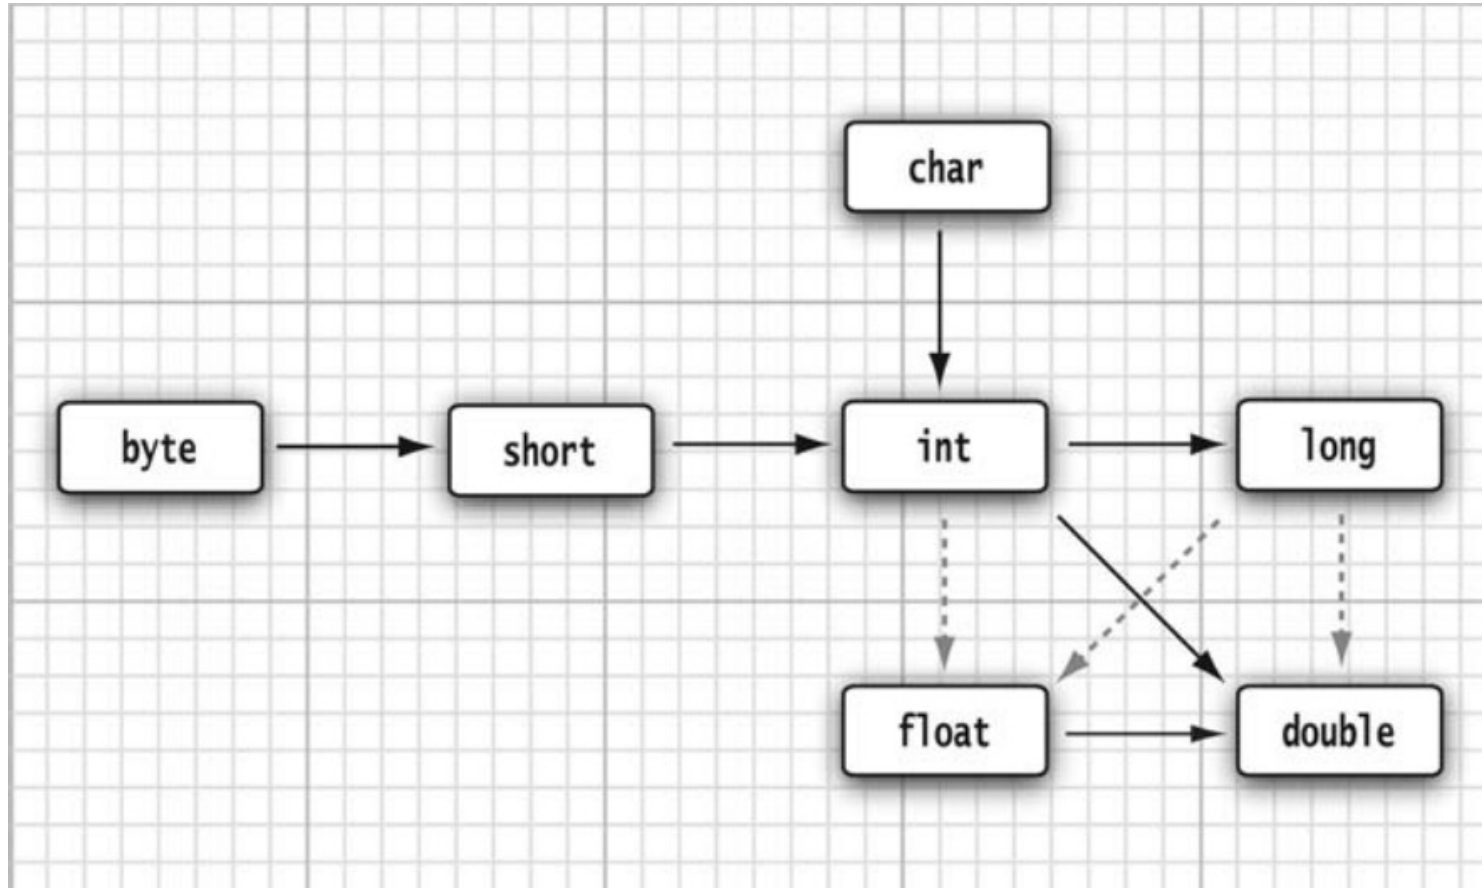 char
byte
short
int
long
float
double